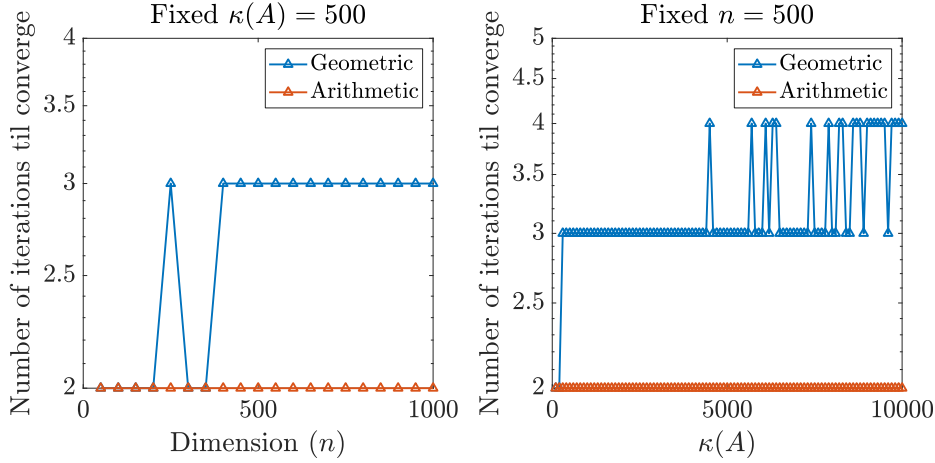 Fixed κ(A) = 500
Number of iterations til converge
4
3.5
3
2.5
2
0
500
1000
Dimension (n)
Geometric
Arithmetic
Fixed n = 500
Number of iterations til converge
5
4.5
4
3.5
3
2.5
2
0
5000
10000
κ(A)
Geometric
Arithmetic